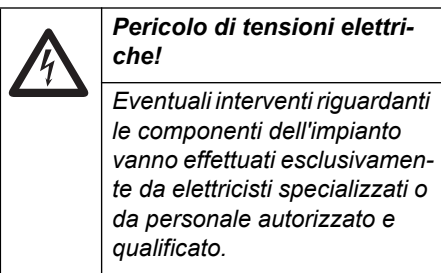 Pericolo di tensioni elettri-
che!
Eventuali interventi riguardanti
le componenti dell'impianto
vanno effettuati esclusivamen-
te da elettricisti specializzati o
da personale autorizzato e
qualificato.